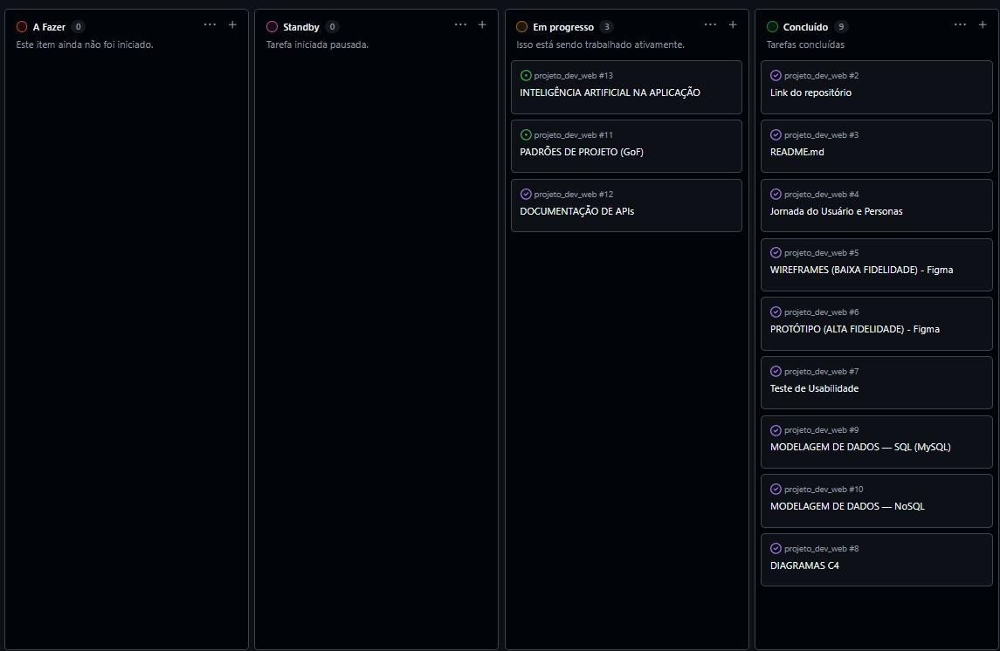 A Fazer 0
Este item ainda não foi iniciado.
Standby 0
Tarefa iniciada pausada.
Em progresso 3
Isso está sendo trabalhado ativamente.
projeto_dev_web #13
INTELIGÊNCIA ARTIFICIAL NA APLICAÇÃO
projeto_dev_web #11
PADRÕES DE PROJETO (GoF)
projeto_dev_web #12
DOCUMENTAÇÃO DE APIs
Concluído 9
Tarefas concluídas
projeto_dev_web #2
Link do repositório
projeto_dev_web #3
README.md
projeto_dev_web #4
Jornada do Usuário e Personas
projeto_dev_web #5
WIREFRAMES (BAIXA FIDELIDADE) - Figma
projeto_dev_web #6
PROTÓTIPO (ALTA FIDELIDADE) - Figma
projeto_dev_web #7
Teste de Usabilidade
projeto_dev_web #9
MODELAGEM DE DADOS — SQL (MySQL)
projeto_dev_web #10
MODELAGEM DE DADOS — NoSQL
projeto_dev_web #8
DIAGRAMAS C4